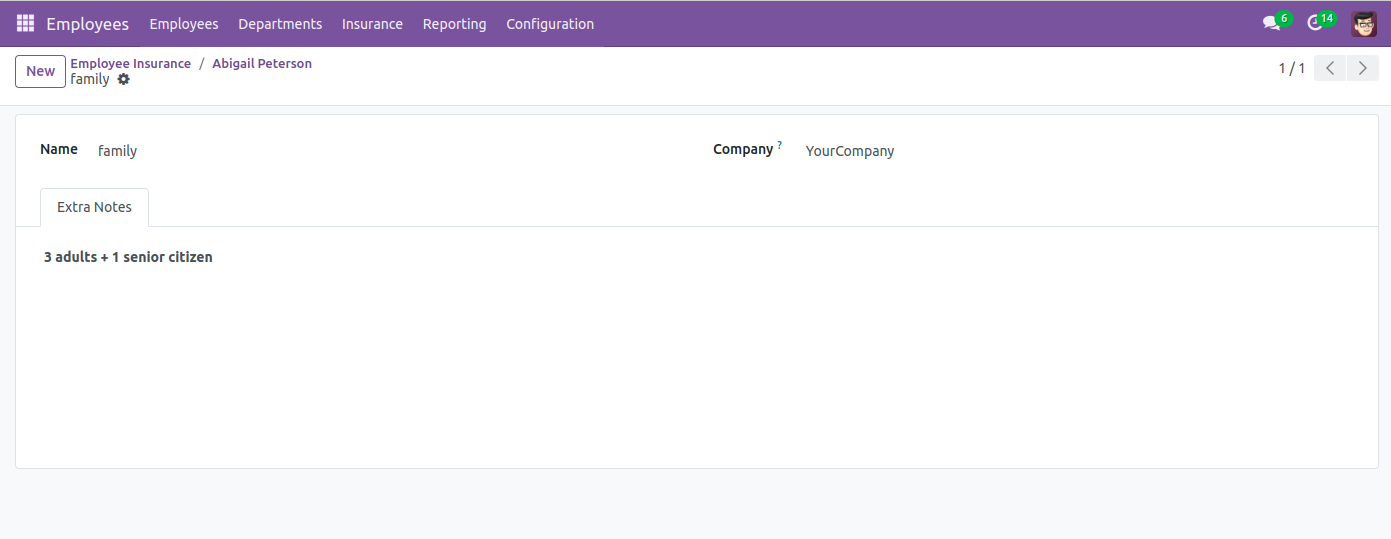 Employees Employees Departments Insurance Reporting Configuration 6 14
New Employee Insurance / Abigail Peterson
family
1 / 1
Name family Company ? YourCompany
Extra Notes
3 adults + 1 senior citizen